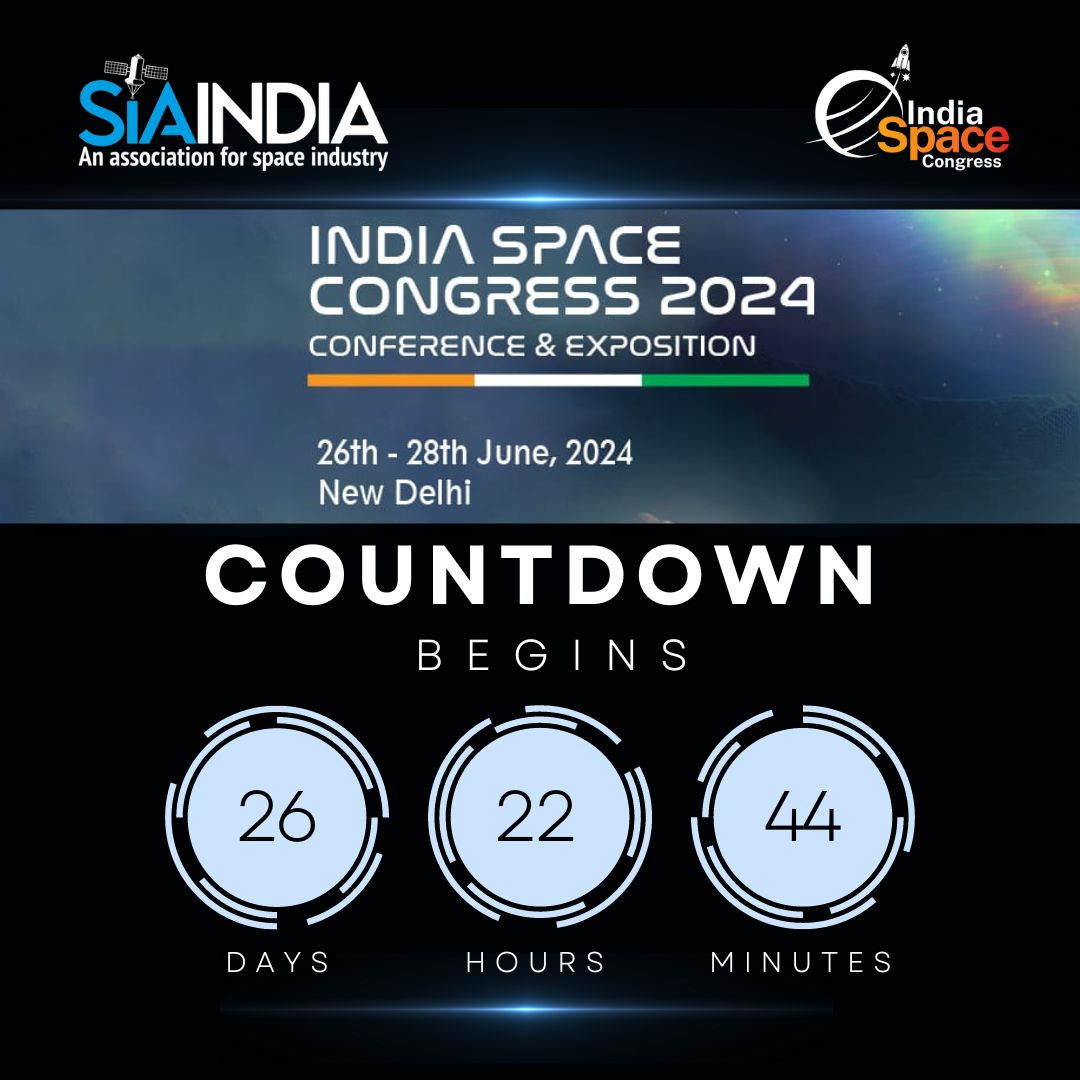 SiAINDIA
An association for space industry
India
Space
Congress
INDIA SPACE
CONGRESS 2024
CONFERENCE & EXPOSITION
26th - 28th June, 2024
New Delhi
COUNTDOWN
BEGINS
26 22 44
DAYS HOURS MINUTES